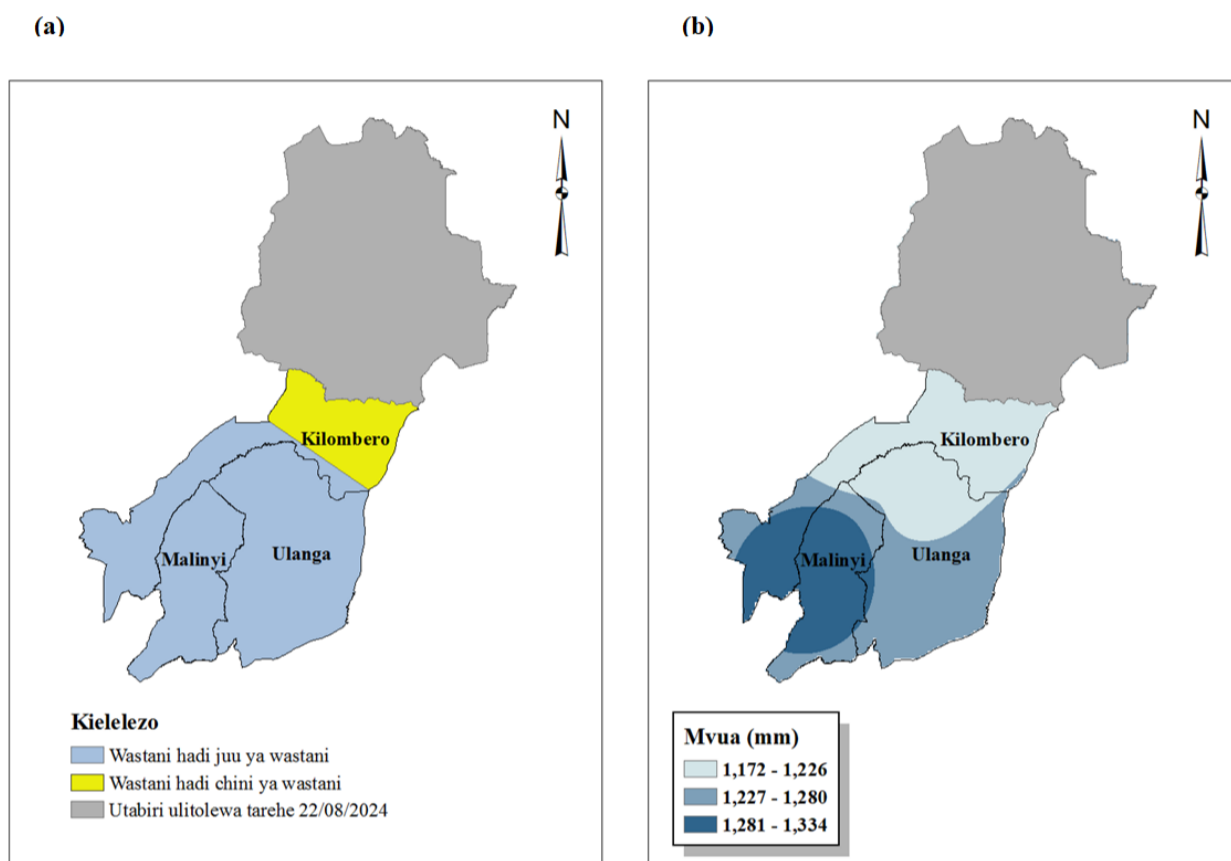 (a)
(b)
N
Kilombero
Malinyi
Ulanga
Kielelezo
Wastani hadi juu ya wastani
Wastani hadi chini ya wastani
Utabiri ulitolewa tarehe 22/08/2024
N
Kilombero
Malinyi
Ulanga
Mvua (mm)
1,172 - 1,226
1,227 - 1,280
1,281 - 1,334